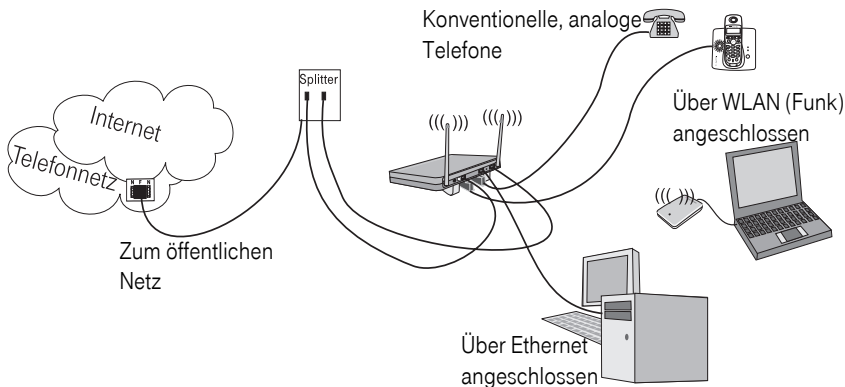 Konventionelle, analoge
Telefone
Splitter
Internet
Telefonnetz
N F N
Über WLAN (Funk)
angeschlossen
Zum öffentlichen
Netz
Über Ethernet
angeschlossen